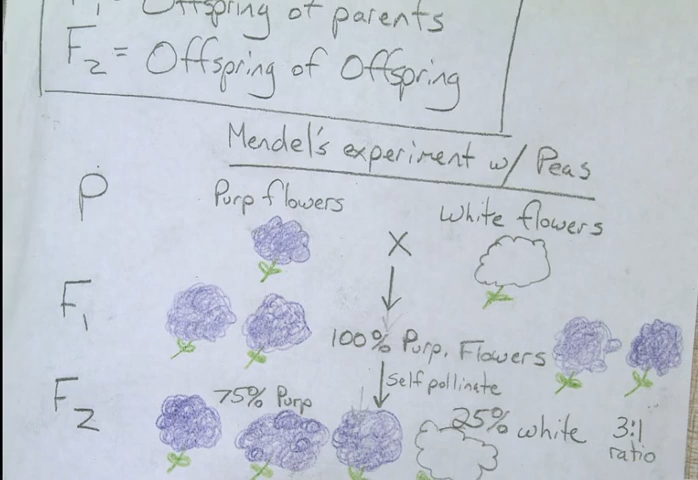 F1 = Offspring of parents
F2 = Offspring of Offspring
Mendel's experiment w/ Peas
P
Purp flowers
White flowers
X
F1
100% Purp. Flowers
Self pollinate
F2
75% Purp
25% white
3:1
ratio